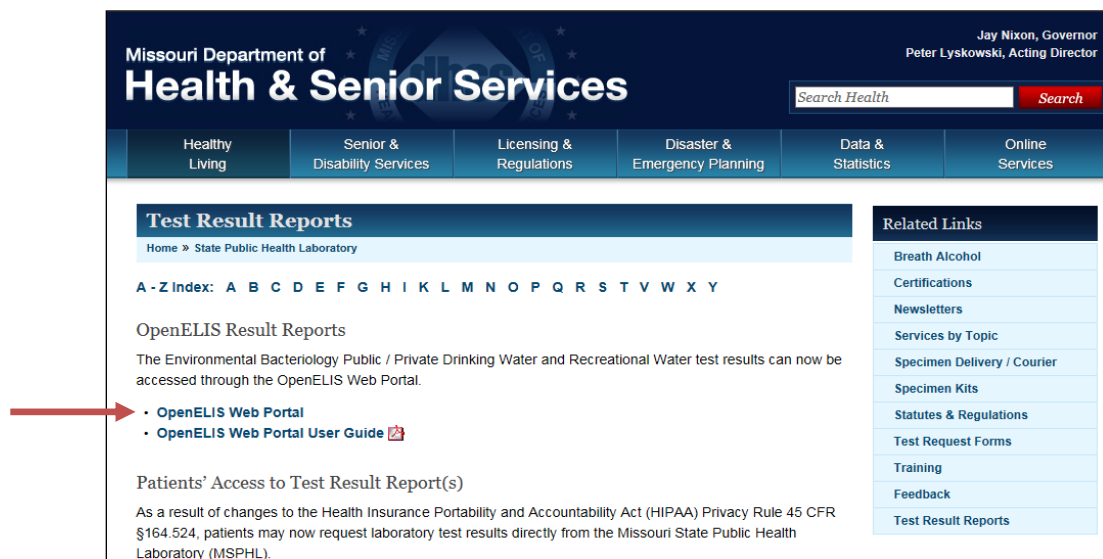 Missouri Department of
Health & Senior Services
Jay Nixon, Governor
Peter Lyskowski, Acting Director
Search Health
Search
Healthy
Living
Senior &
Disability Services
Licensing &
Regulations
Disaster &
Emergency Planning
Data &
Statistics
Online
Services
Test Result Reports
Home » State Public Health Laboratory
A - Z Index: A B C D E F G H I K L M N O P Q R S T V W X Y
OpenELIS Result Reports
The Environmental Bacteriology Public / Private Drinking Water and Recreational Water test results can now be
accessed through the OpenELIS Web Portal.
• OpenELIS Web Portal
• OpenELIS Web Portal User Guide
Patients' Access to Test Result Report(s)
As a result of changes to the Health Insurance Portability and Accountability Act (HIPAA) Privacy Rule 45 CFR
§164.524, patients may now request laboratory test results directly from the Missouri State Public Health
Laboratory (MSPHL).
Related Links
Breath Alcohol
Certifications
Newsletters
Services by Topic
Specimen Delivery / Courier
Specimen Kits
Statutes & Regulations
Test Request Forms
Training
Feedback
Test Result Reports